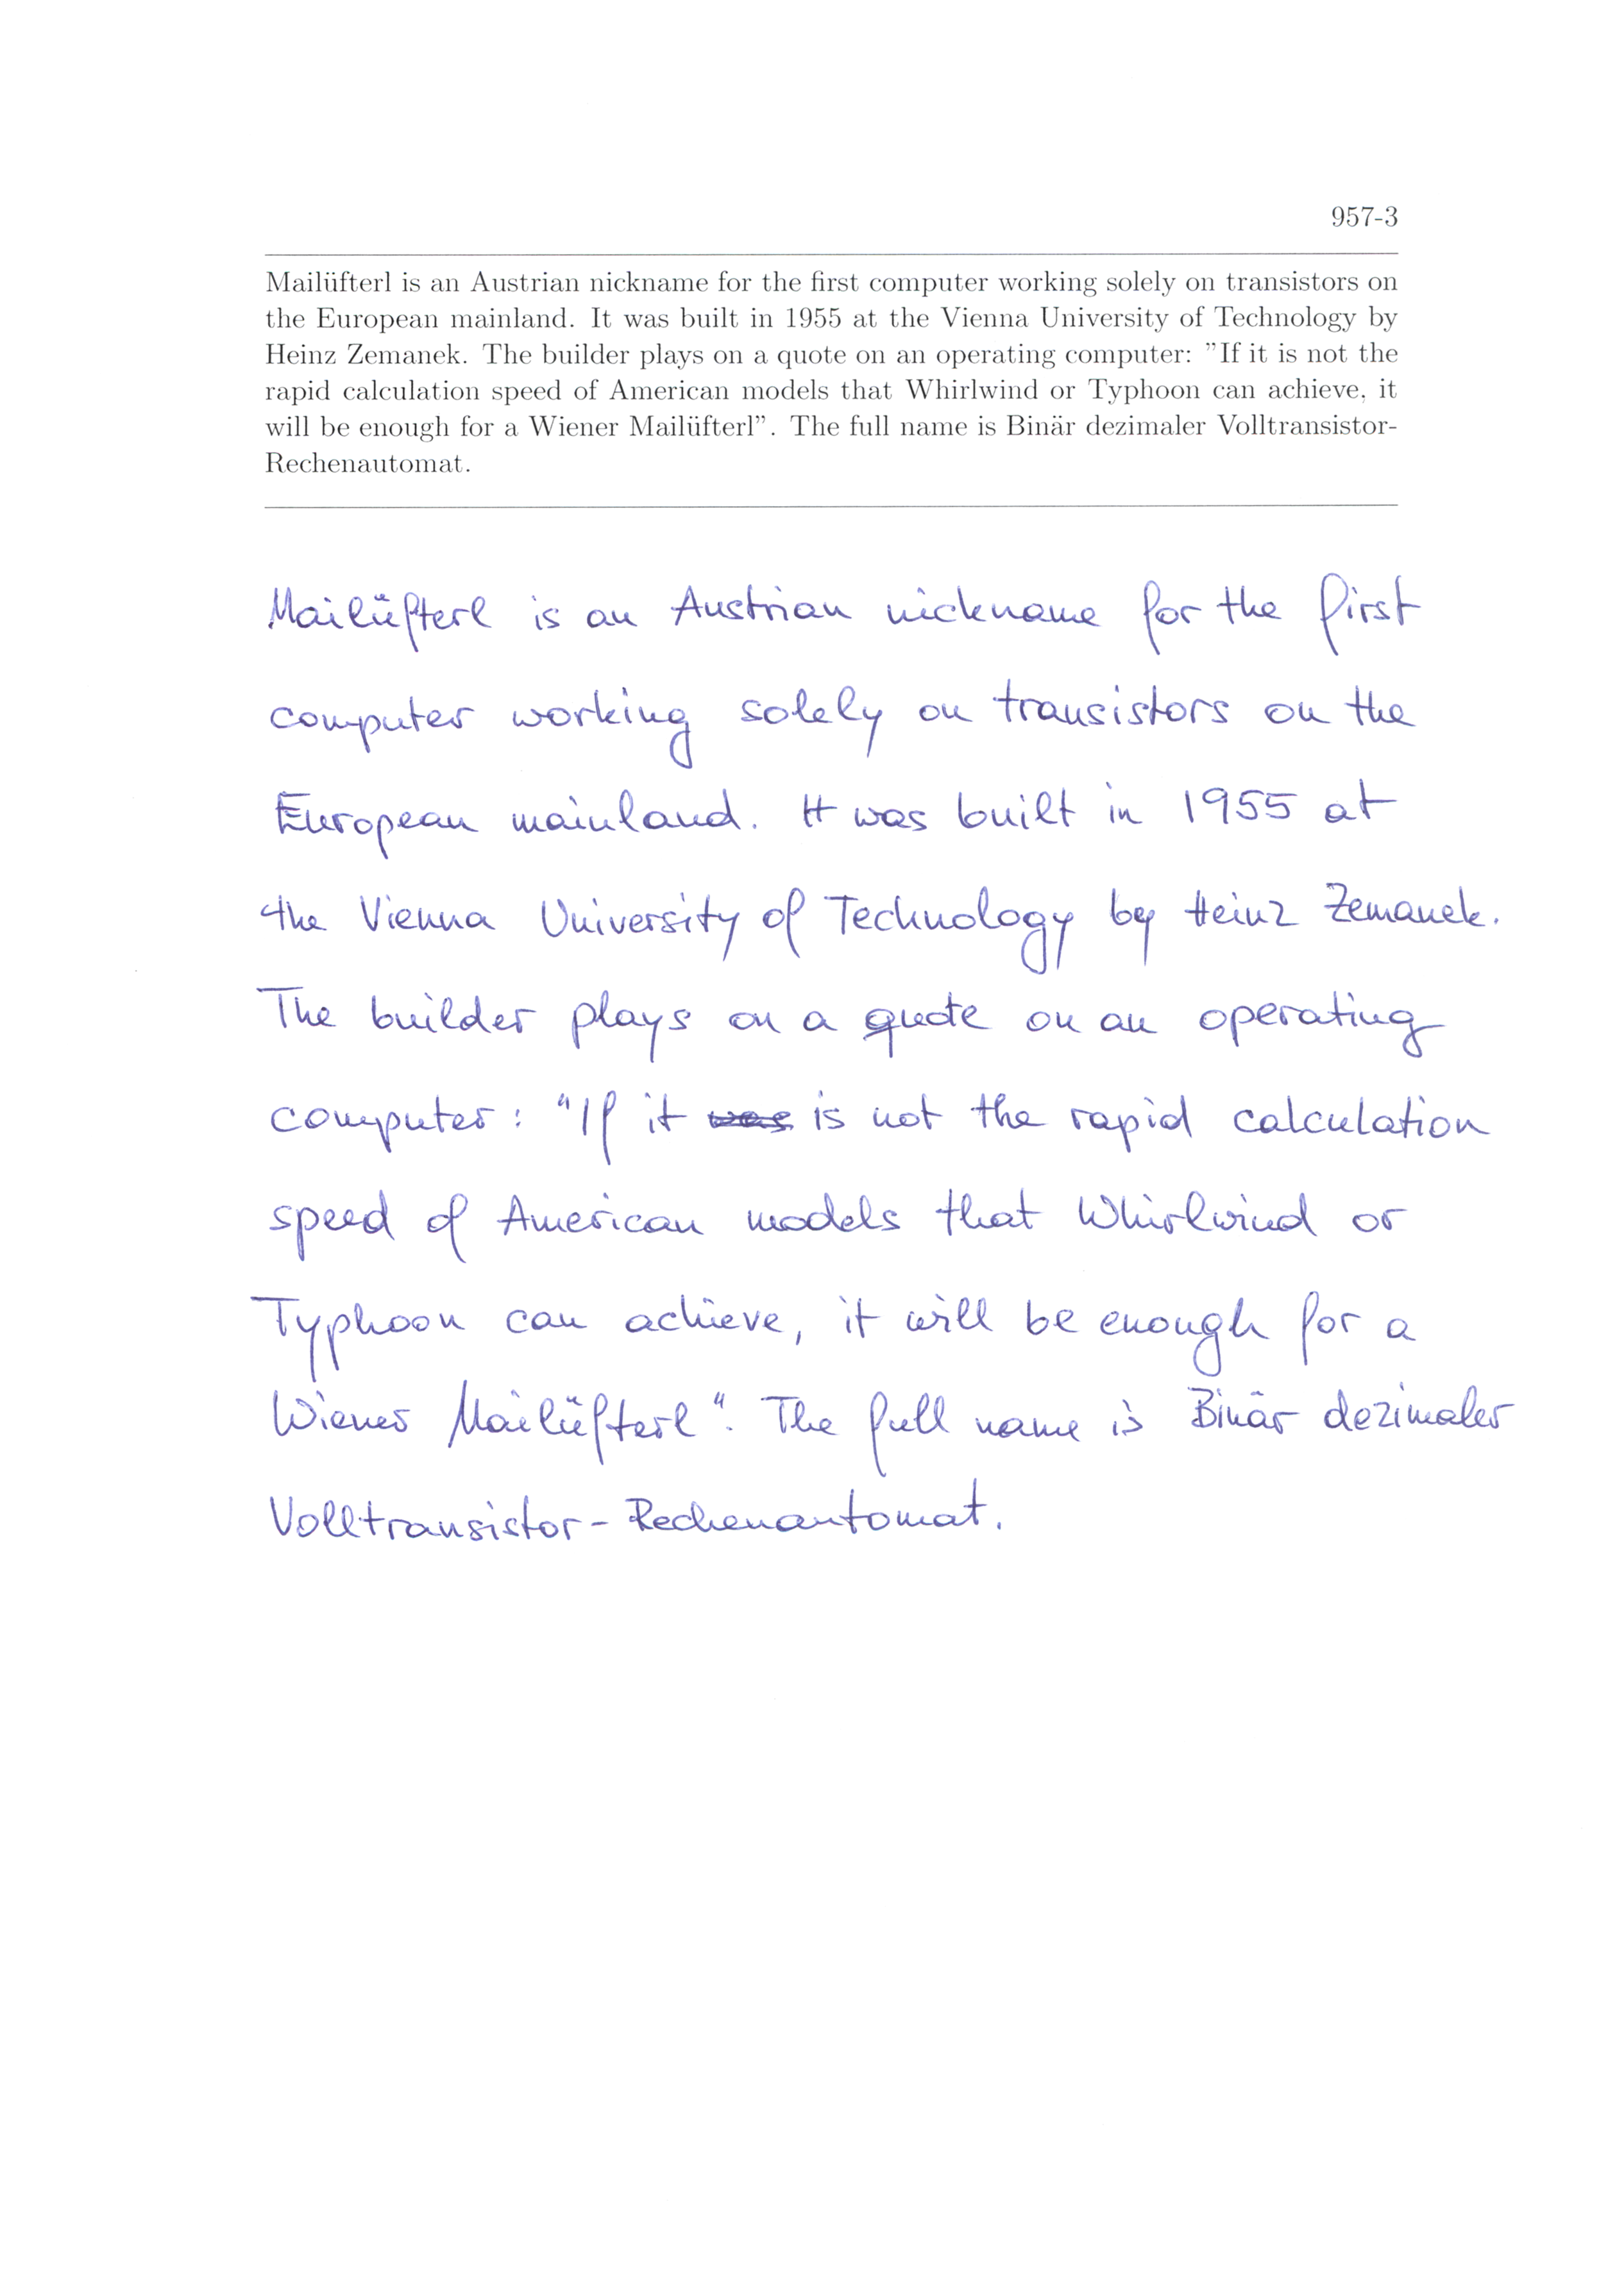 957-3
Mailüfterl is an Austrian nickname for the first computer working solely on transistors on
the European mainland. It was built in 1955 at the Vienna University of Technology by
Heinz Zemanek. The builder plays on a quote on an operating computer: ”If it is not the
rapid calculation speed of American models that Whirlwind or Typhoon can achieve, it
will be enough for a Wiener Mailüfterl”. The full name is Binär dezimaler Volltransistor-
Rechenautomat.
Mailüfterl is an Austrian nickname for the first
computer working solely on transistors on the
European mainland. It was built in 1955 at
the Vienna University of Technology by Heinz Zemanek.
The builder plays on a quote on an operating
computer: "If it was is not the rapid calculation
speed of American models that Whirlwind or
Typhoon can achieve, it will be enough for a
Wiener Mailüfterl". The full name is Binär dezimaler
Volltransistor-Rechenautomat.